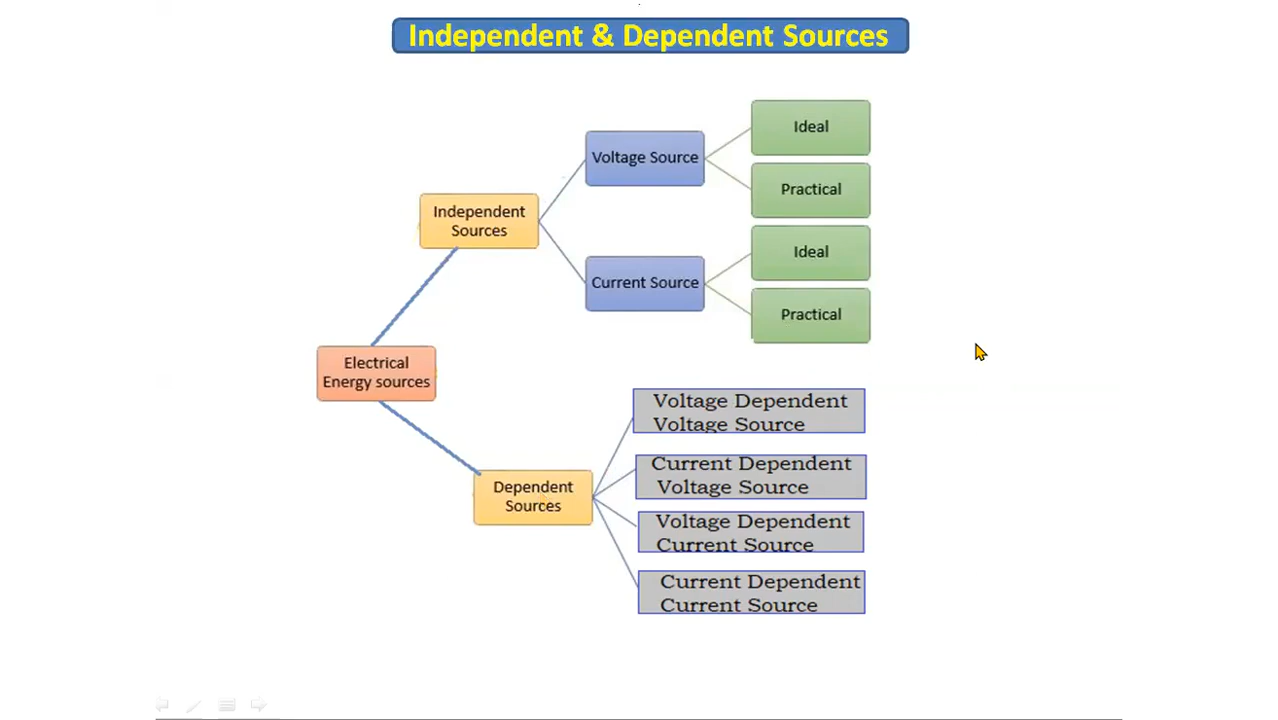 Independent & Dependent Sources
Ideal
Voltage Source
Practical
Independent
Sources
Ideal
Current Source
Practical
Electrical
Energy sources
Voltage Dependent
Voltage Source
Current Dependent
Voltage Source
Dependent
Sources
Voltage Dependent
Current Source
Current Dependent
Current Source